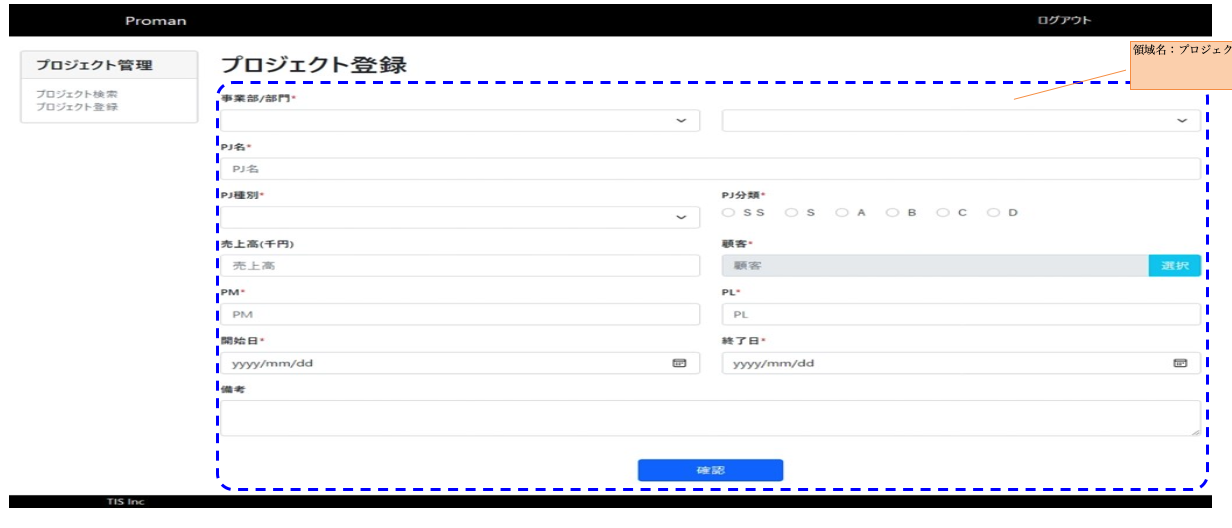 Proman ログアウト
プロジェクト管理
プロジェクト検索
プロジェクト登録
プロジェクト登録
領域名：プロジェク
事業部/部門*
PJ名*
PJ名
PJ種別* PJ分類*
SS S A B C D
売上高(千円) 顧客*
売上高 顧客 選択
PM* PL*
PM PL
開始日* 終了日*
yyyy/mm/dd yyyy/mm/dd
備考
確認
TIS Inc